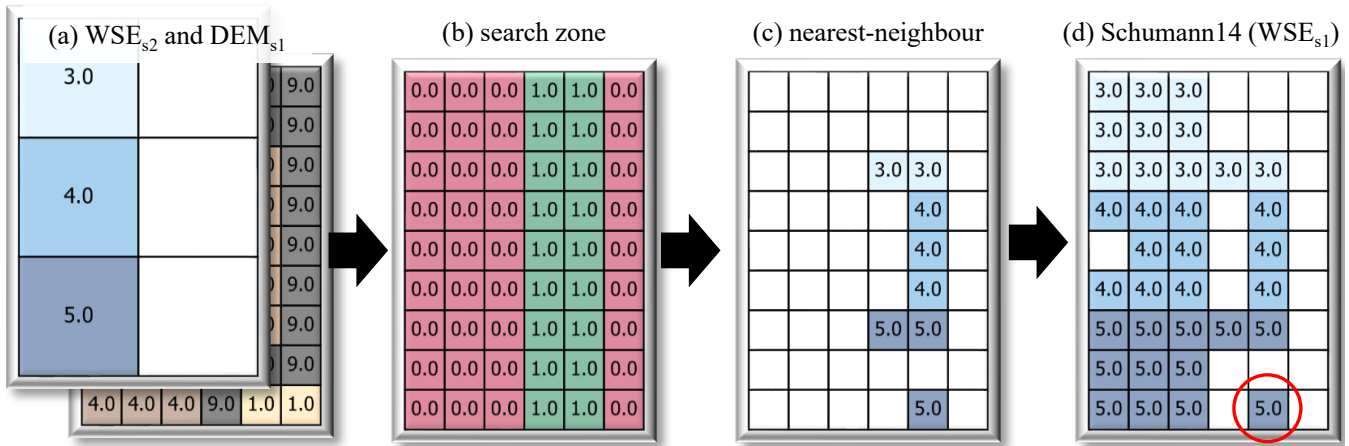 (a) WSEs2 and DEMs1
3.0
4.0
5.0
9.0
9.0
9.0
9.0
9.0
9.0
9.0
9.0
4.0 4.0 4.0 9.0 1.0 1.0
(b) search zone
0.0 0.0 0.0 1.0 1.0 0.0
0.0 0.0 0.0 1.0 1.0 0.0
0.0 0.0 0.0 1.0 1.0 0.0
0.0 0.0 0.0 1.0 1.0 0.0
0.0 0.0 0.0 1.0 1.0 0.0
0.0 0.0 0.0 1.0 1.0 0.0
0.0 0.0 0.0 1.0 1.0 0.0
0.0 0.0 0.0 1.0 1.0 0.0
0.0 0.0 0.0 1.0 1.0 0.0
(c) nearest-neighbour
3.0 3.0
4.0
4.0
4.0
5.0 5.0
5.0
(d) Schumann14 (WSEs1)
3.0 3.0 3.0
3.0 3.0 3.0
3.0 3.0 3.0 3.0 3.0
4.0 4.0 4.0 4.0
4.0 4.0 4.0
4.0 4.0 4.0 4.0
5.0 5.0 5.0 5.0 5.0
5.0 5.0 5.0
5.0 5.0 5.0 5.0